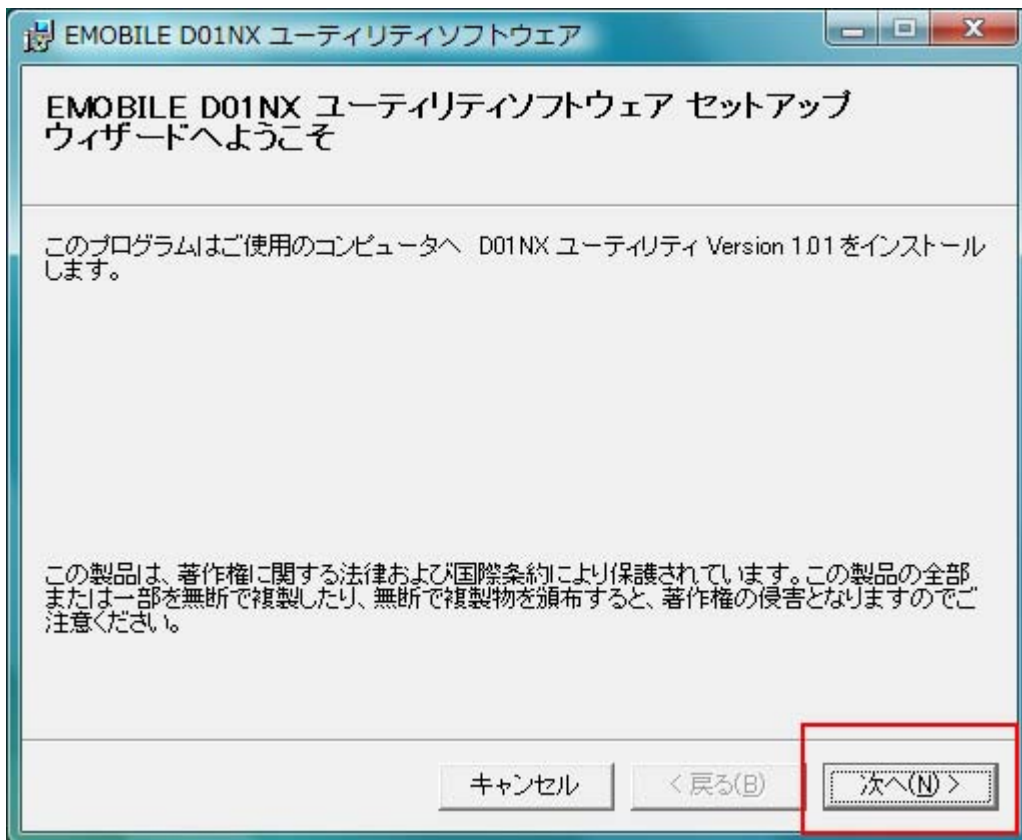 EMOBILE D01NX ユーティリティソフトウェア
EMOBILE D01NX ユーティリティソフトウェア セットアップ
ウィザードへようこそ
このプログラムはご使用のコンピュータへ D01NX ユーティリティ Version 1.01 をインストール
します。
この製品は、著作権に関する法律および国際条約により保護されています。この製品の全部
または一部を無断で複製したり、無断で複製物を頒布すると、著作権の侵害となりますのでご
注意ください。
キャンセル
< 戻る(B)
次へ(N) >